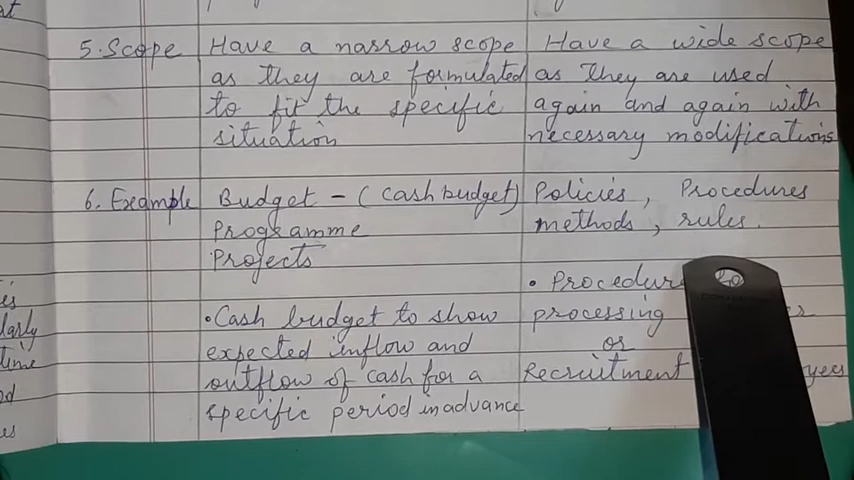 5. Scope
Have a narrow scope
as they are formulated
to fit the specific
situation
Have a wide scope
as they are used
again and again with
necessary modifications
6. Example
Budget - (cash budget)
Programme
Projects
• Cash budget to show
expected inflow and
outflow of cash for a
specific period in advance
Policies, Procedures
methods, rules.
• Procedure
processing
or
Recruitment
larly
time